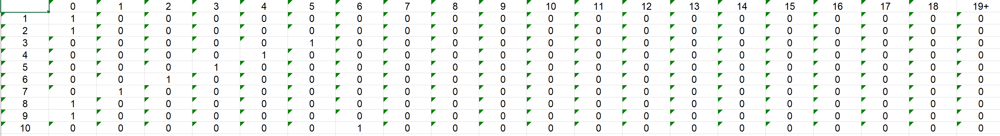 0 1 2 3 4 5 6 7 8 9 10 11 12 13 14 15 16 17 18 19+
1 1 0 0 0 0 0 0 0 0 0 0 0 0 0 0 0 0 0 0 0
2 1 0 0 0 0 0 0 0 0 0 0 0 0 0 0 0 0 0 0 0
3 0 0 0 0 0 1 0 0 0 0 0 0 0 0 0 0 0 0 0 0
4 0 0 0 0 1 0 0 0 0 0 0 0 0 0 0 0 0 0 0 0
5 0 0 0 1 0 0 0 0 0 0 0 0 0 0 0 0 0 0 0 0
6 0 0 1 0 0 0 0 0 0 0 0 0 0 0 0 0 0 0 0 0
7 0 1 0 0 0 0 0 0 0 0 0 0 0 0 0 0 0 0 0 0
8 1 0 0 0 0 0 0 0 0 0 0 0 0 0 0 0 0 0 0 0
9 1 0 0 0 0 0 0 0 0 0 0 0 0 0 0 0 0 0 0 0
10 0 0 0 0 0 0 1 0 0 0 0 0 0 0 0 0 0 0 0 0